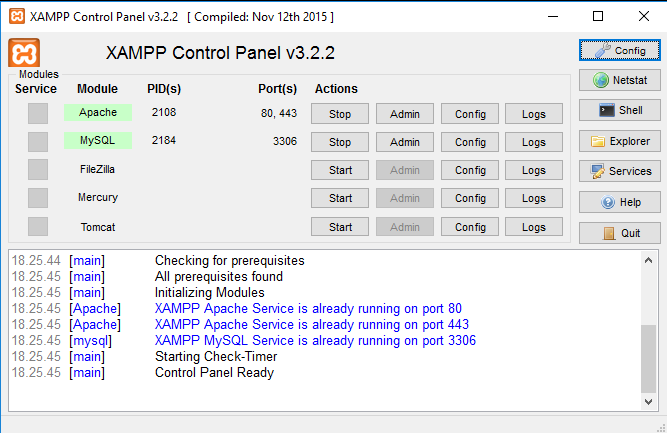 XAMPP Control Panel v3.2.2 [ Compiled: Nov 12th 2015 ]
XAMPP Control Panel v3.2.2
Config
Modules
Service Module PID(s) Port(s) Actions
Netstat
Apache 2108 80, 443 Stop Admin Config Logs
Shell
MySQL 2184 3306 Stop Admin Config Logs
Explorer
FileZilla Start Admin Config Logs
Services
Mercury Start Admin Config Logs
Help
Tomcat Start Admin Config Logs
Quit
18.25.44 [main] Checking for prerequisites
18.25.45 [main] All prerequisites found
18.25.45 [main] Initializing Modules
18.25.45 [Apache] XAMPP Apache Service is already running on port 80
18.25.45 [Apache] XAMPP Apache Service is already running on port 443
18.25.45 [mysql] XAMPP MySQL Service is already running on port 3306
18.25.45 [main] Starting Check-Timer
18.25.45 [main] Control Panel Ready